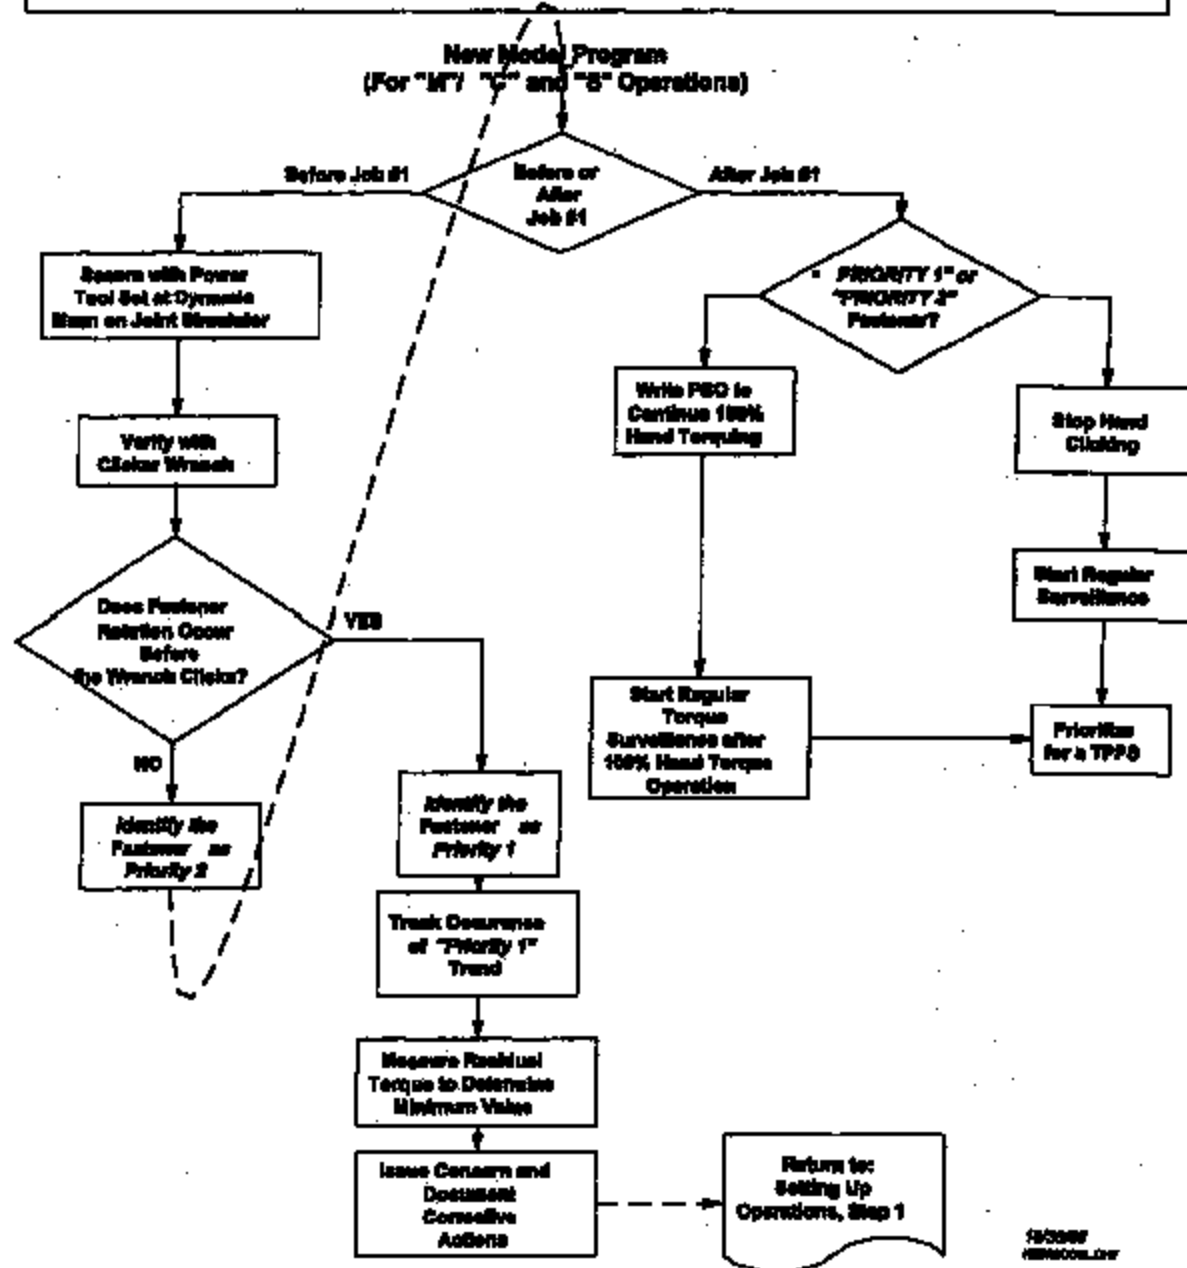 New Model Program
(For "M"/ "C" and "S" Operations)
Before Job #1
Before or
After
Job #1
After Job #1
Secure with Power
Tool Set at Dynamic
on Joint Simulator
"PRIORITY 1" or
"PRIORITY 2"
Fastener?
Write to
Continue 100%
Hand Torquing
Stop Hand
Clicking
Verify with
Clicker Wrench
Start Regular
Surveillance
Does Fastener
Rotation Occur
Before
the Wrench Clicks?
YES
NO
Start Regular
Torque
Surveillance after
100% Hand Torque
Operation
Prioritize
for a
Identify the
Fastener as
Priority 1
Identify the
Fastener as
Priority 2
Track Occurance
of "Priority 1"
Trend
Measure Residual
Torque to Determine
Minimum Value
Issue Concern and
Document
Corrective
Actions
Return to:
Setting Up
Operations, Step 1